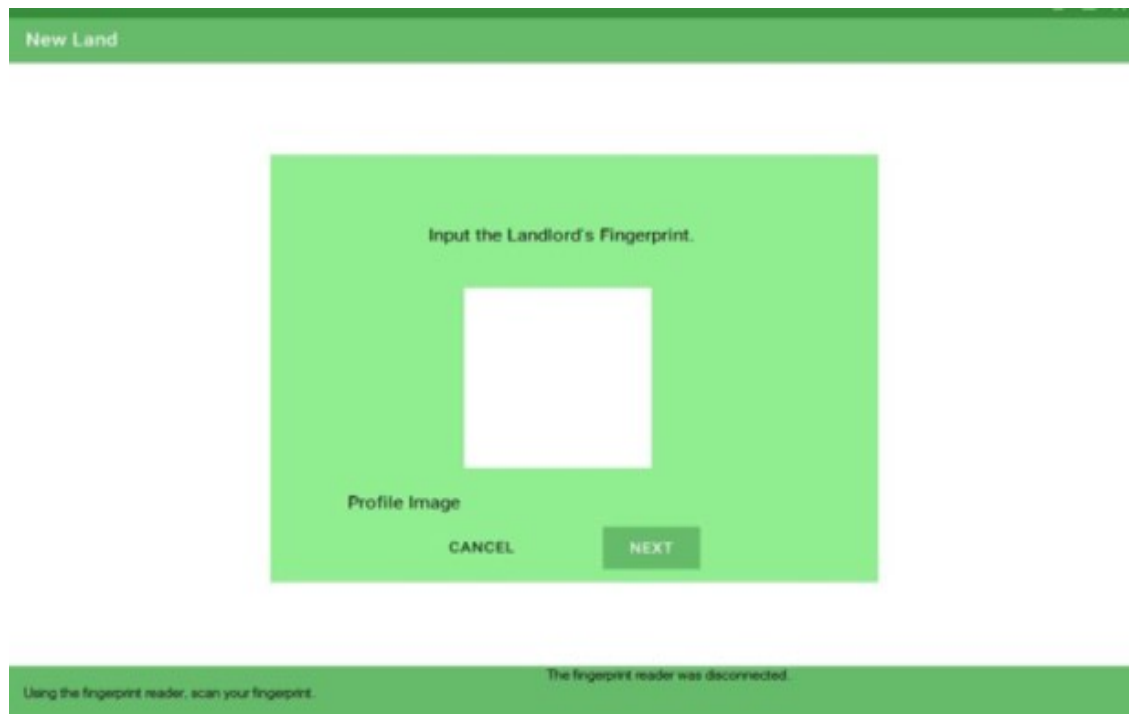 New Land
Input the Landlord's Fingerprint.
Profile Image
CANCEL
NEXT
The fingerprint reader was disconnected.
Using the fingerprint reader, scan your fingerprint.